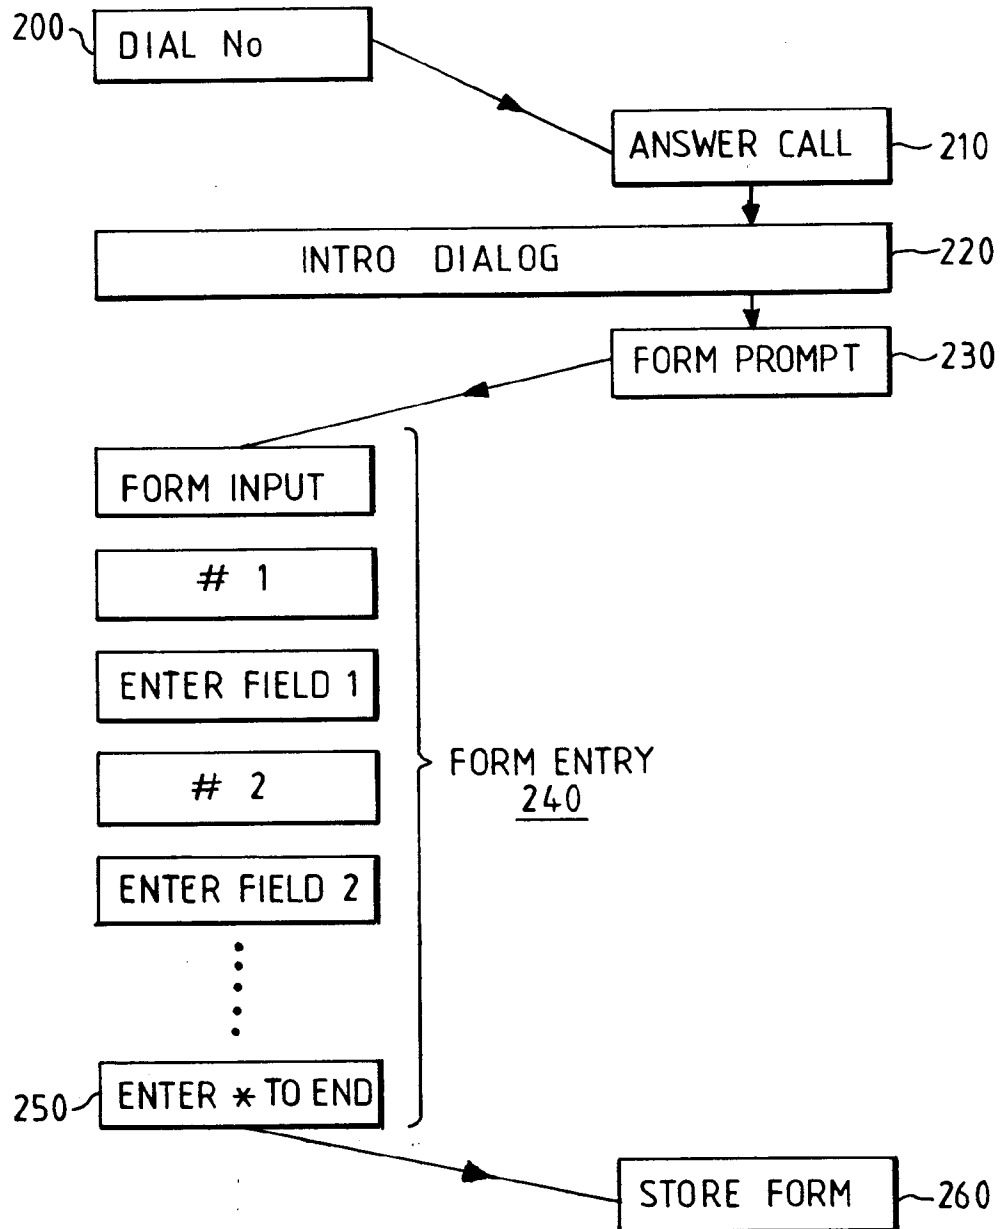 200 DIAL No
ANSWER CALL 210
INTRO DIALOG 220
FORM PROMPT 230
FORM INPUT
# 1
ENTER FIELD 1
# 2
FORM ENTRY
240
ENTER FIELD 2
250 ENTER * TO END
STORE FORM 260